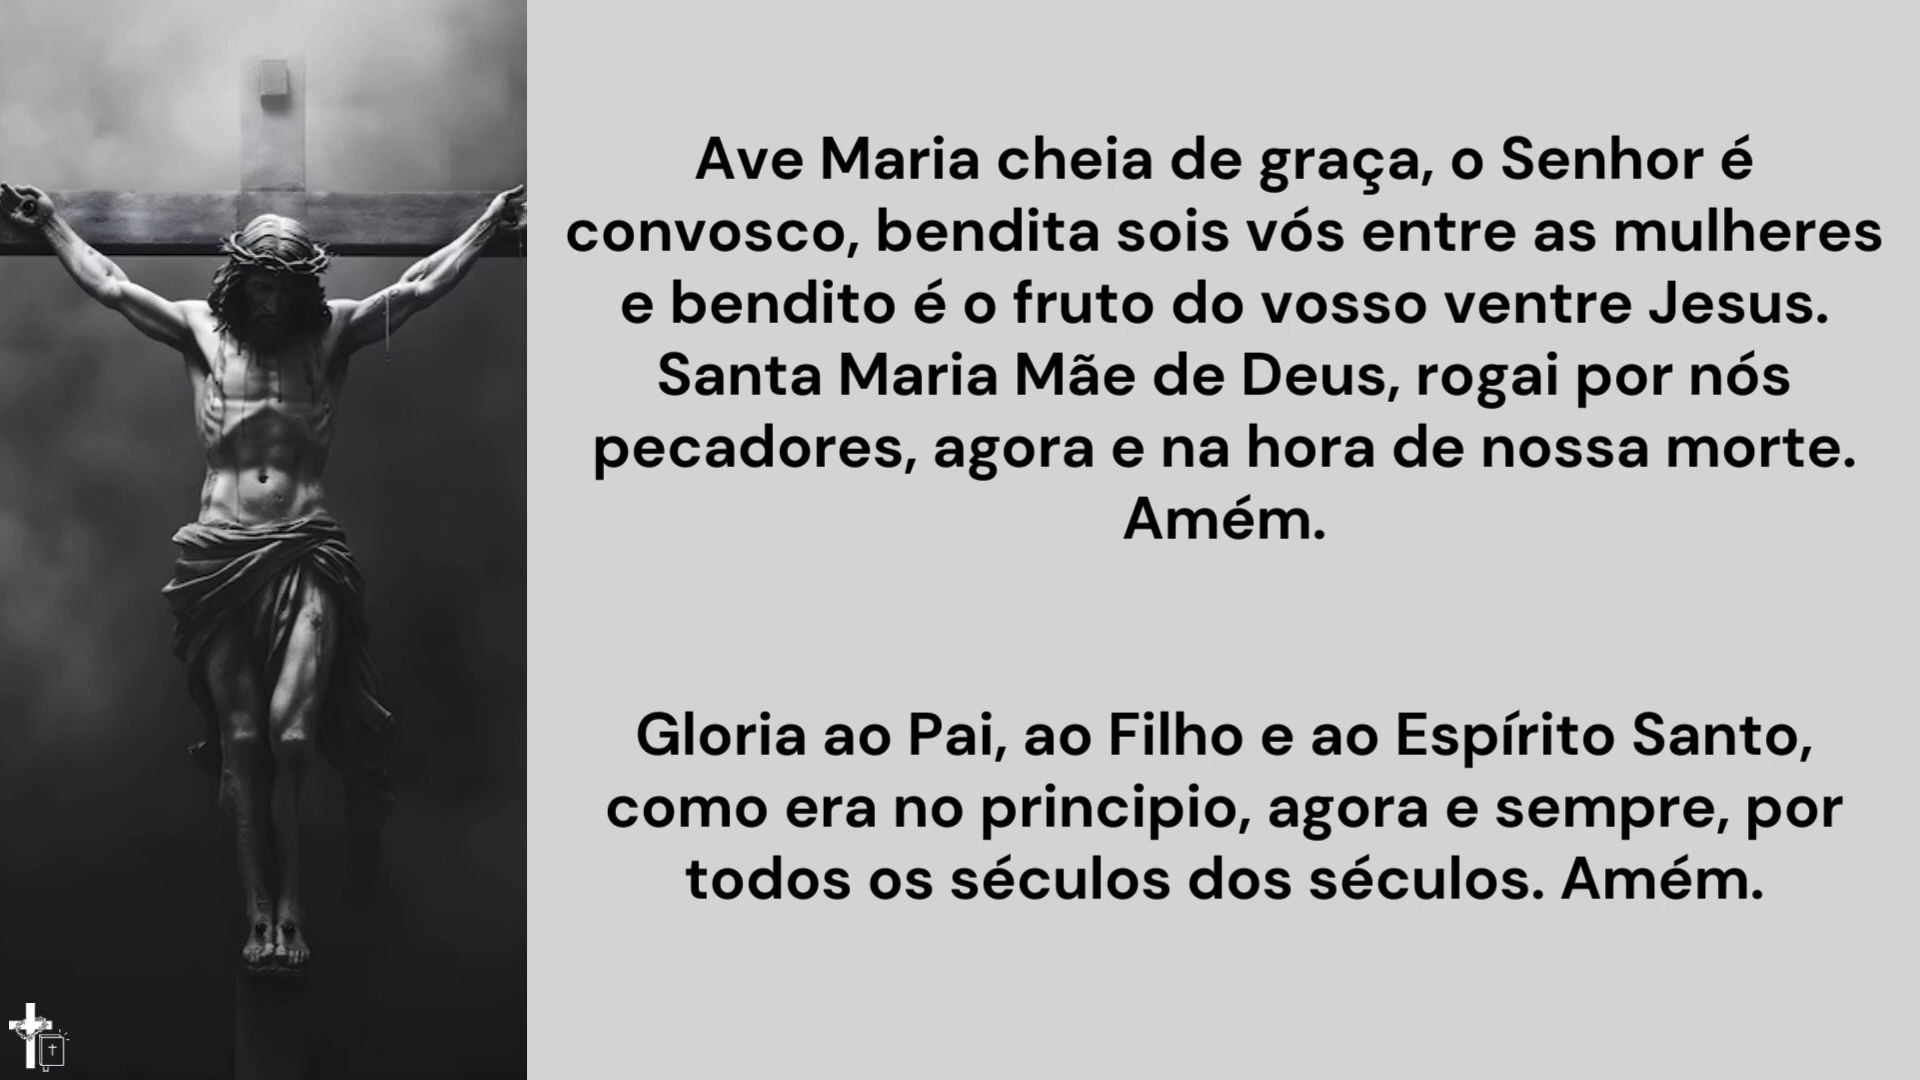 Ave Maria cheia de graça, o Senhor é
convosco, bendita sois vós entre as mulheres
e bendito é o fruto do vosso ventre Jesus.
Santa Maria Mãe de Deus, rogai por nós
pecadores, agora e na hora de nossa morte.
Amém.
Gloria ao Pai, ao Filho e ao Espírito Santo,
como era no principio, agora e sempre, por
todos os séculos dos séculos. Amém.